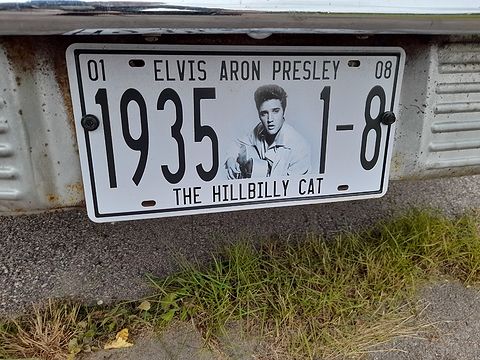 01 ELVIS ARON PRESLEY 08
1935 1-8
THE HILLBILLY CAT